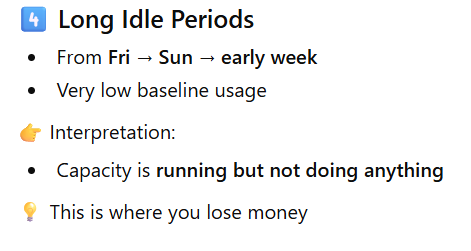 4️⃣ Long Idle Periods
• From Fri → Sun → early week
• Very low baseline usage
👉 Interpretation:
• Capacity is running but not doing anything
💡 This is where you lose money